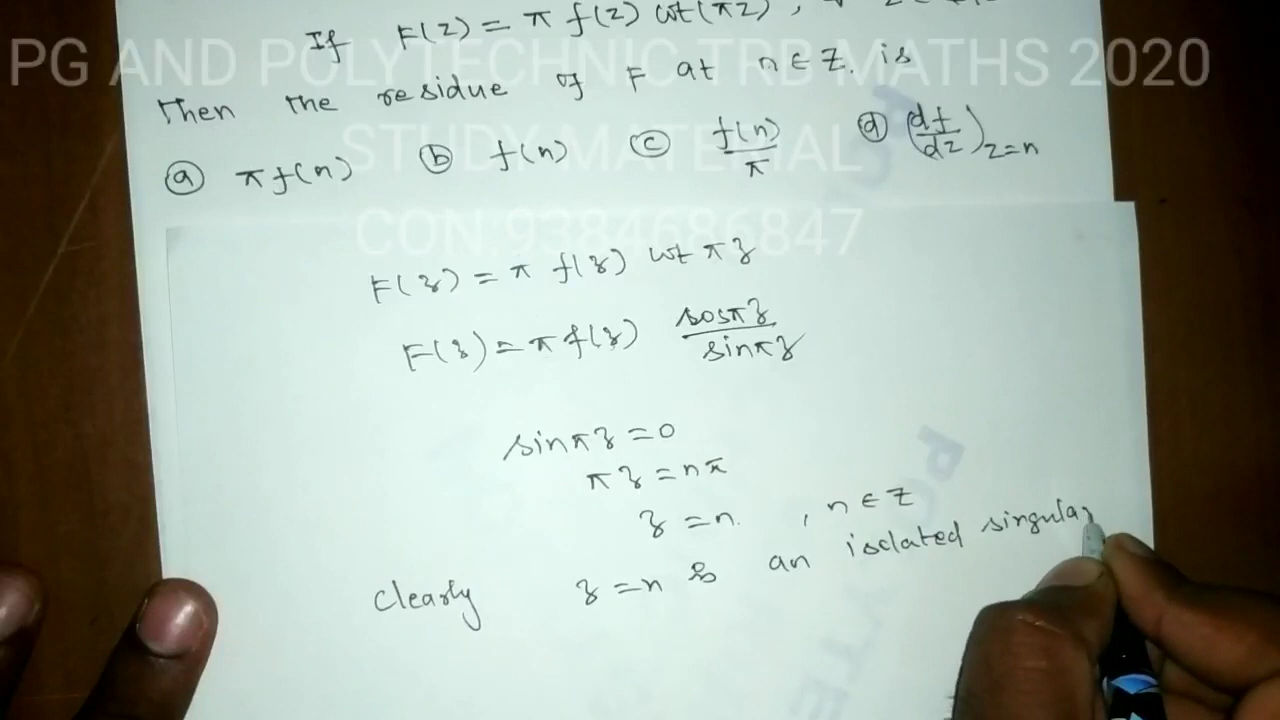 If F(z) = π f(z) cot(πz),
PG AND POLYTECHNIC TRB MATHS 2020
Then the residue of F at n ∈ Z. is
STUDY MATERIAL
ⓐ π f(n) ⓑ f(n) ⓒ f(n)/π ⓓ (df/dz)z=n
CON:9384686847
F(z) = π f(z) cot πz
F(z) = π f(z) cosπz/sinπz
sinπz = 0
πz = nπ
z = n. , n ∈ Z
Clearly z = n is an isolated singular